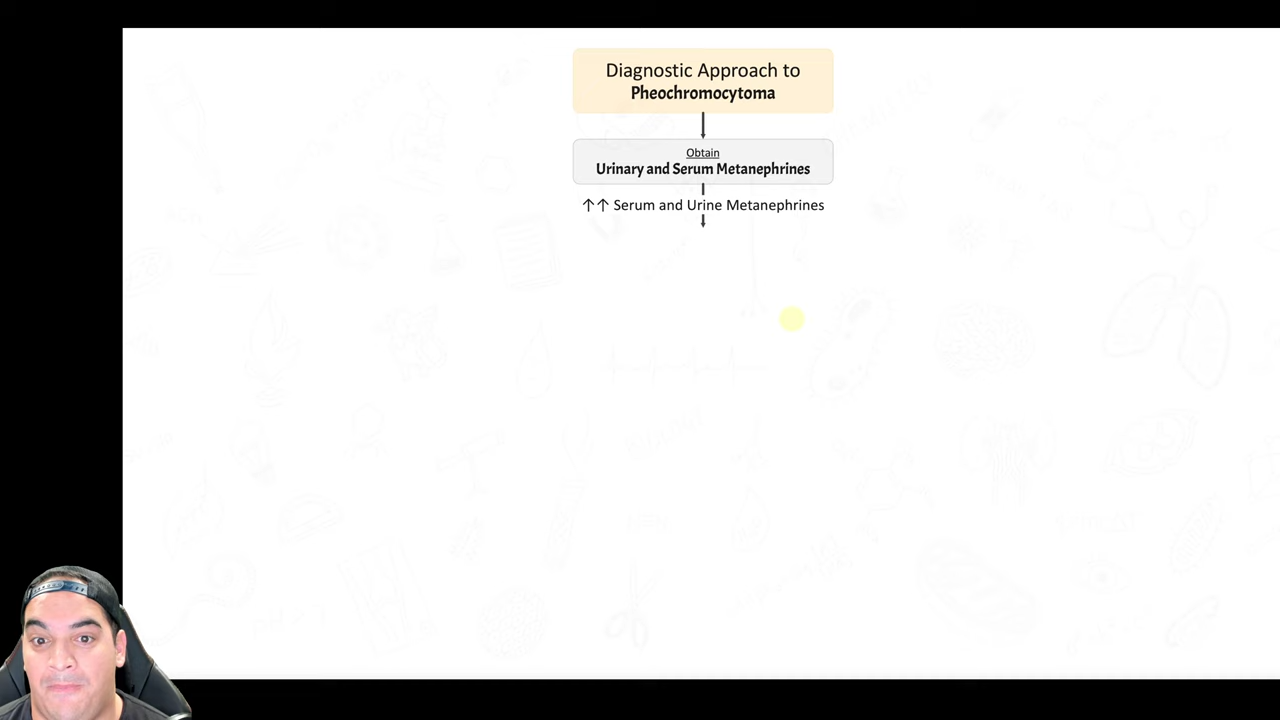 Diagnostic Approach to
Pheochromocytoma
Obtain
Urinary and Serum Metanephrines
↑↑ Serum and Urine Metanephrines